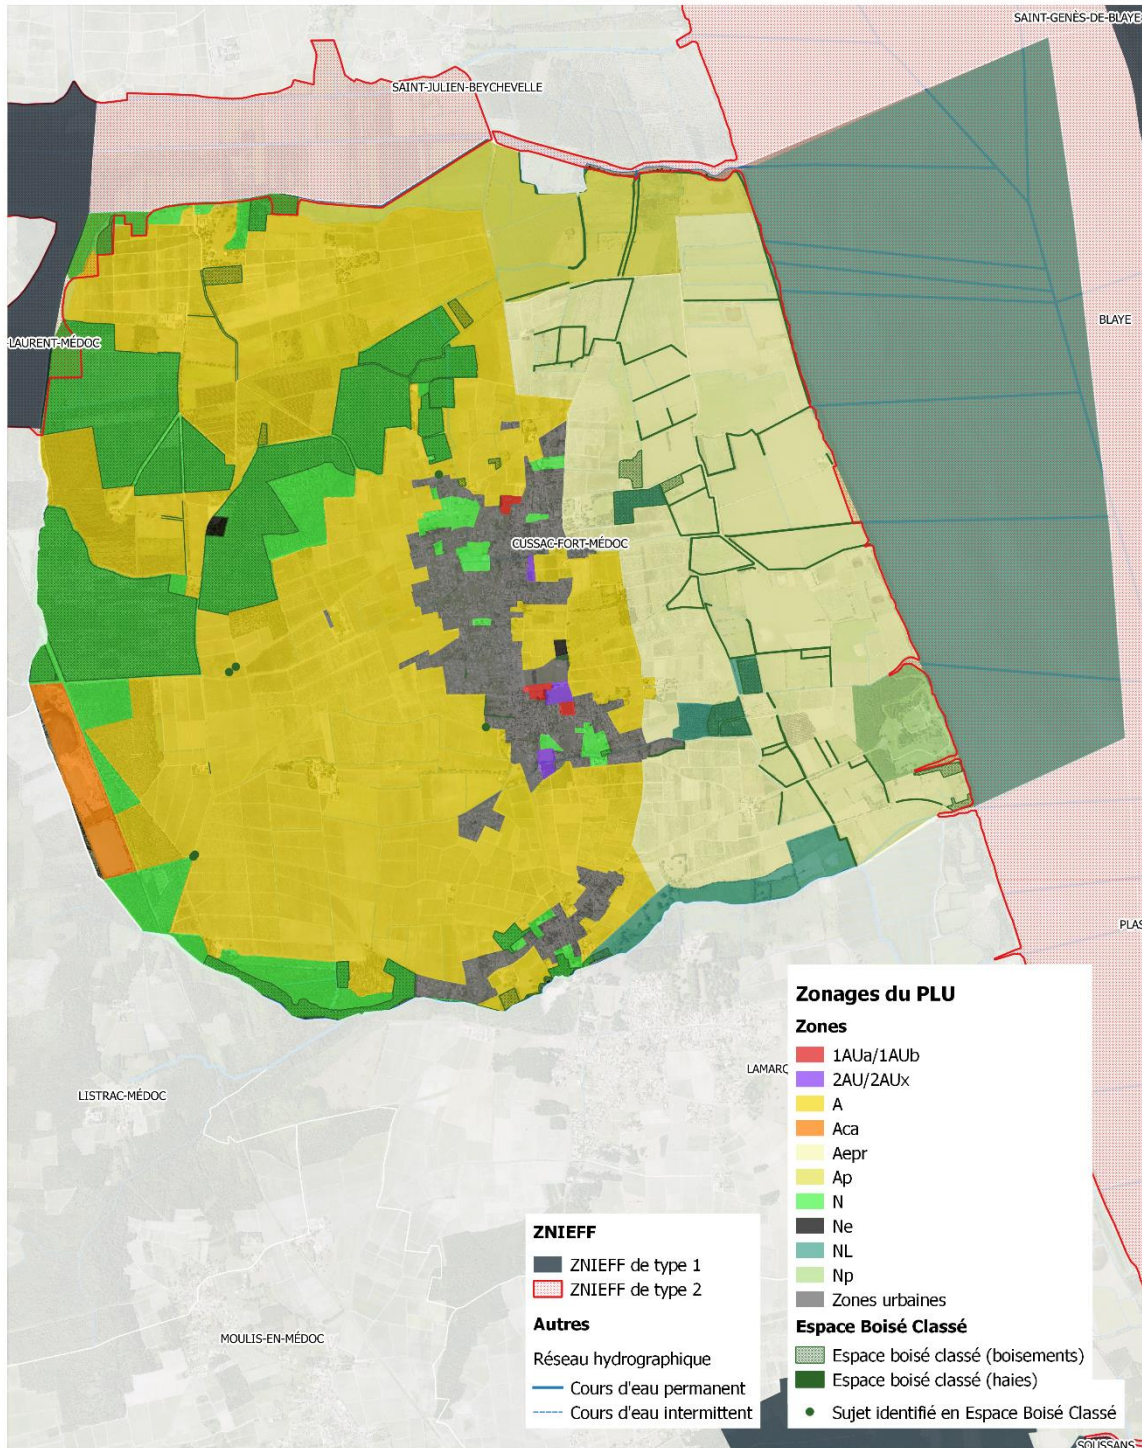 SAINT-GENÈS-DE-BLAYE
SAINT-JULIEN-BEYCHEVELLE
BLAYE
-LAURENT-MÉDOC
CUSSAC-FORT-MÉDOC
PLAS
LAMARQ
LISTRAC-MÉDOC
MOULIS-EN-MÉDOC
SOUSSANS
Zonages du PLU
Zones
1AUa/1AUb
2AU/2AUx
A
Aca
Aepr
Ap
N
Ne
NL
Np
Zones urbaines
Espace Boisé Classé
Espace boisé classé (boisements)
Espace boisé classé (haies)
Sujet identifié en Espace Boisé Classé
ZNIEFF
ZNIEFF de type 1
ZNIEFF de type 2
Autres
Réseau hydrographique
Cours d'eau permanent
Cours d'eau intermittent